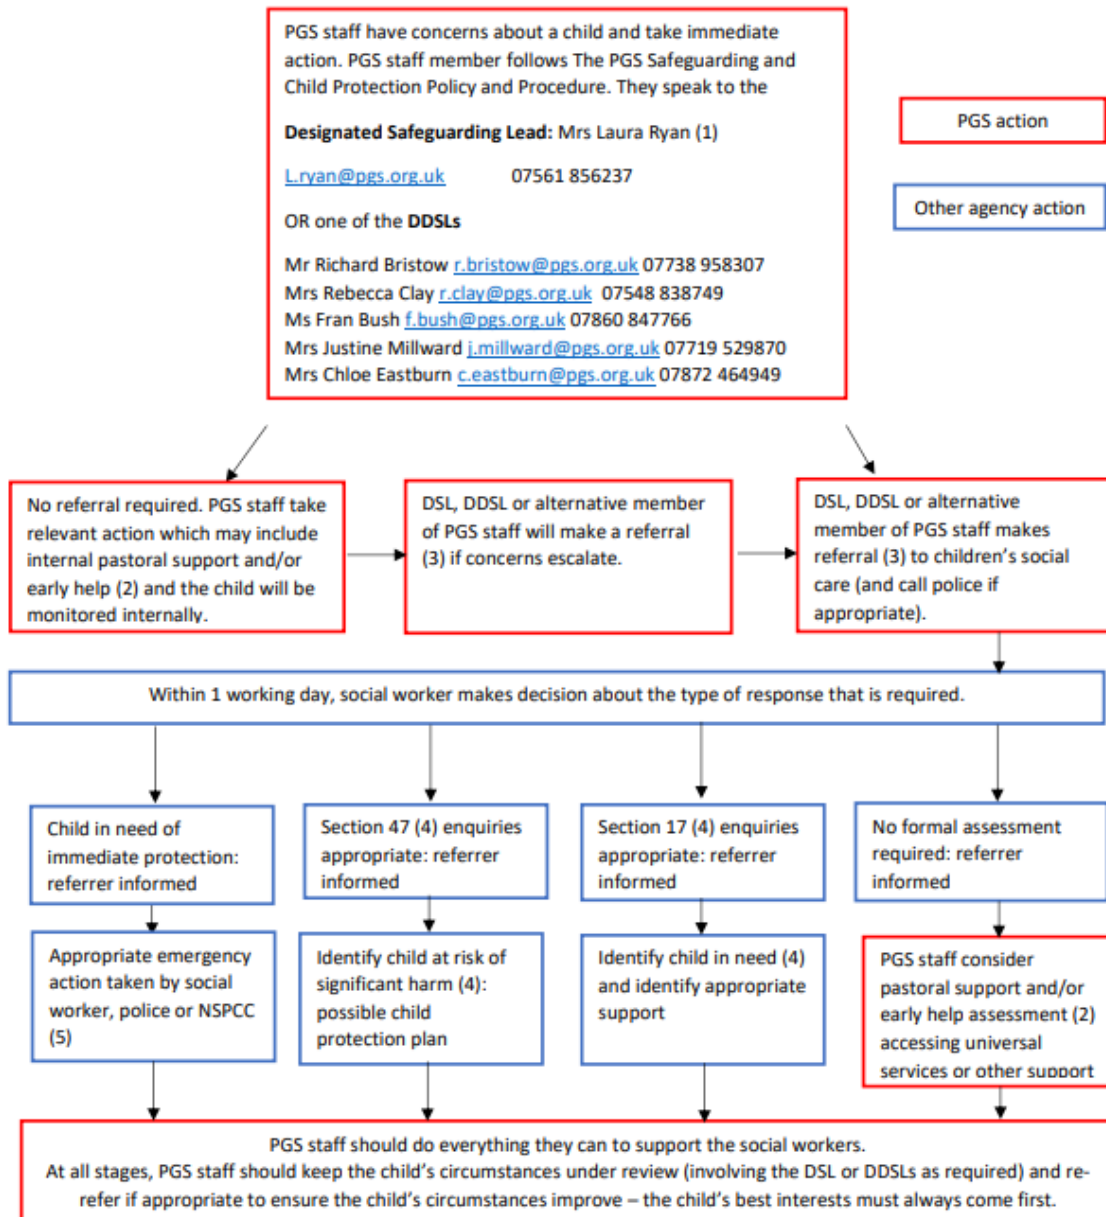 PGS staff have concerns about a child and take immediate
action. PGS staff member follows The PGS Safeguarding and
Child Protection Policy and Procedure. They speak to the
Designated Safeguarding Lead: Mrs Laura Ryan (1)
L.ryan@pgs.org.uk 07561 856237
OR one of the DDSLs
Mr Richard Bristow r.bristow@pgs.org.uk 07738 958307
Mrs Rebecca Clay r.clay@pgs.org.uk 07548 838749
Ms Fran Bush f.bush@pgs.org.uk 07860 847766
Mrs Justine Millward j.millward@pgs.org.uk 07719 529870
Mrs Chloe Eastburn c.eastburn@pgs.org.uk 07872 464949
PGS action
Other agency action
No referral required. PGS staff take
relevant action which may include
internal pastoral support and/or
early help (2) and the child will be
monitored internally.
DSL, DDSL or alternative member
of PGS staff will make a referral
(3) if concerns escalate.
DSL, DDSL or alternative
member of PGS staff makes
referral (3) to children's social
care (and call police if
appropriate).
Within 1 working day, social worker makes decision about the type of response that is required.
Child in need of
immediate protection:
referrer informed
Section 47 (4) enquiries
appropriate: referrer
informed
Section 17 (4) enquiries
appropriate: referrer
informed
No formal assessment
required: referrer
informed
Appropriate emergency
action taken by social
worker, police or NSPCC
(5)
Identify child at risk of
significant harm (4):
possible child
protection plan
Identify child in need (4)
and identify appropriate
support
PGS staff consider
pastoral support and/or
early help assessment (2)
accessing universal
services or other support
PGS staff should do everything they can to support the social workers.
At all stages, PGS staff should keep the child's circumstances under review (involving the DSL or DDSLs as required) and re-
refer if appropriate to ensure the child's circumstances improve – the child's best interests must always come first.